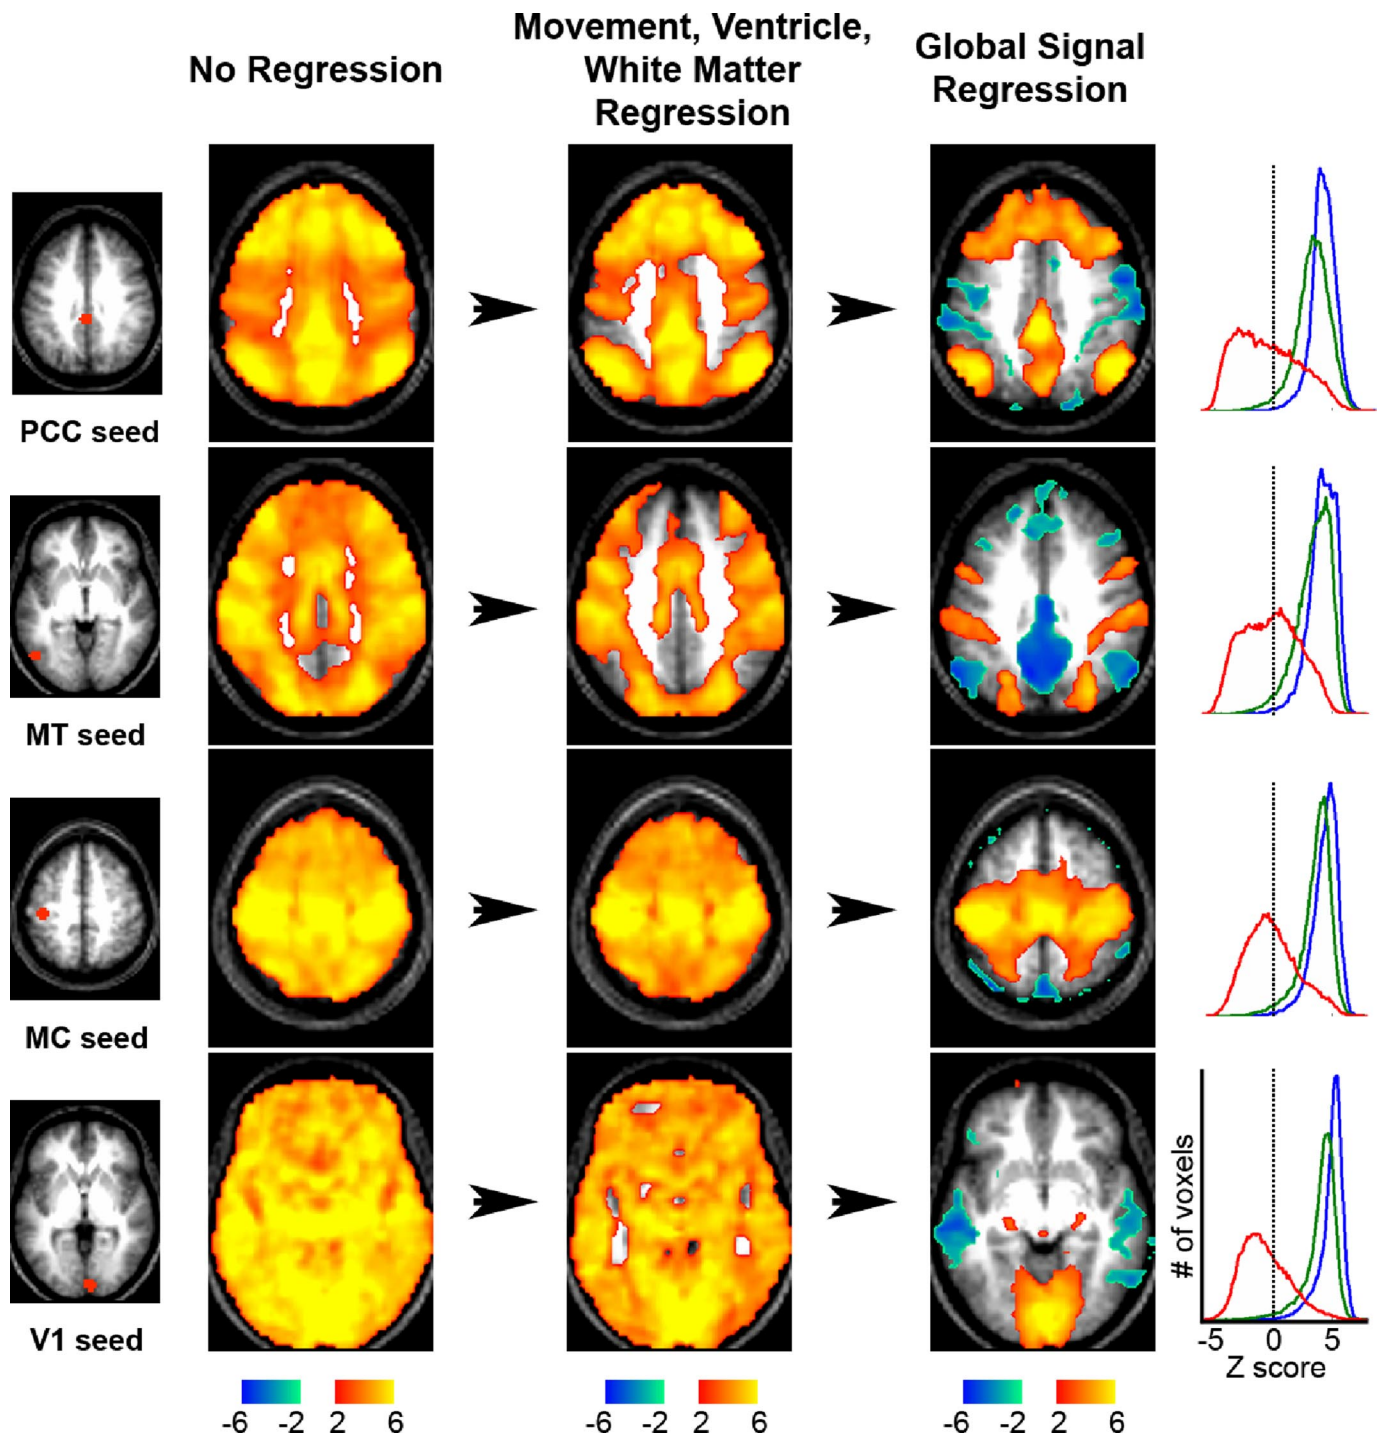 No Regression
Movement, Ventricle,
White Matter
Regression
Global Signal
Regression
PCC seed
MT seed
MC seed
V1 seed
# of voxels
-5 0 5
Z score
-6 -2 2 6
-6 -2 2 6
-6 -2 2 6